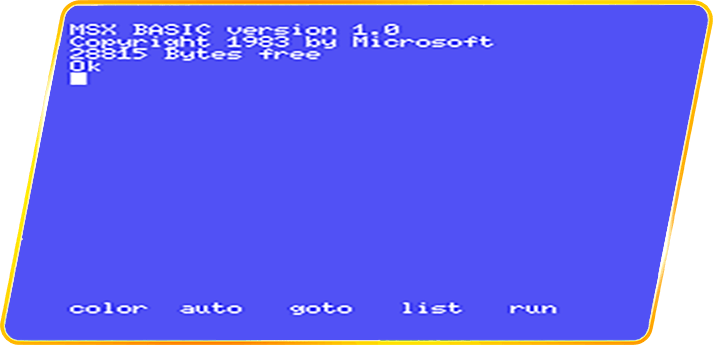 MSX BASIC version 1.0
Copyright 1983 by Microsoft
28815 Bytes free
Ok
color auto goto list run